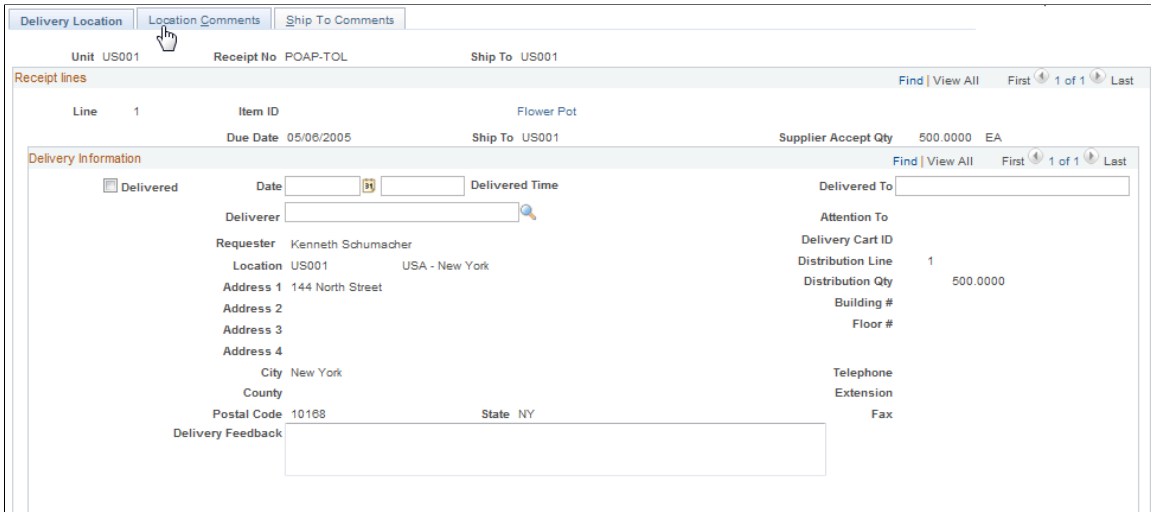 Delivery Location Location Comments Ship To Comments
Unit US001 Receipt No POAP-TOL Ship To US001
Receipt lines Find | View All First 1 of 1 Last
Line 1 Item ID Flower Pot
Due Date 05/06/2005 Ship To US001 Supplier Accept Qty 500.0000 EA
Delivery Information Find | View All First 1 of 1 Last
Delivered Date 31 Delivered Time Delivered To
Deliverer Attention To
Requester Kenneth Schumacher Delivery Cart ID
Location US001 USA - New York Distribution Line 1
Address 1 144 North Street Distribution Qty 500.0000
Address 2 Building #
Address 3 Floor #
Address 4
City New York Telephone
County Extension
Postal Code 10168 State NY Fax
Delivery Feedback